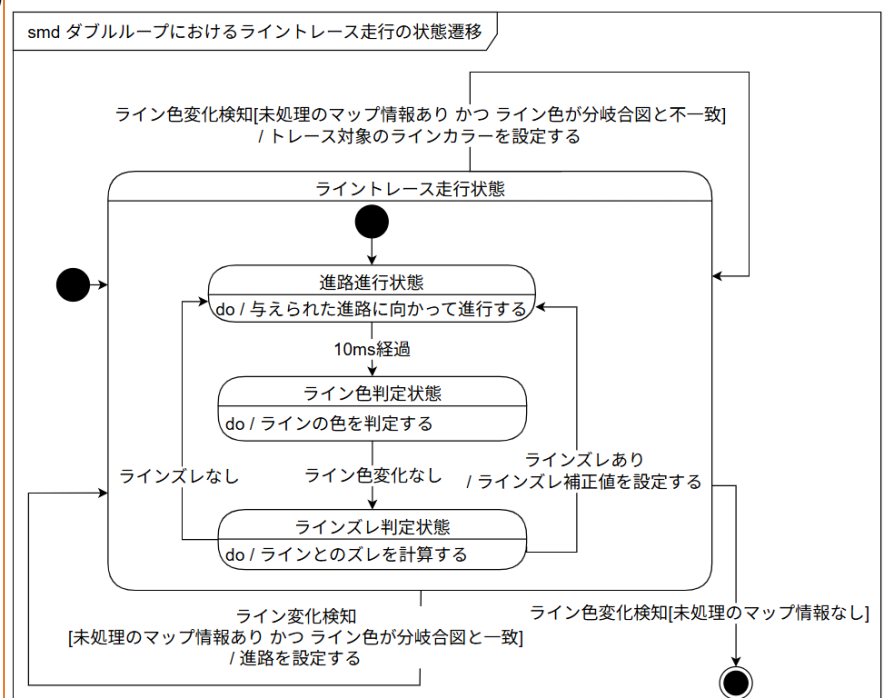 smd ダブルループにおけるライントレース走行の状態遷移
ライン色変化検知[未処理のマップ情報あり かつ ライン色が分岐合図と不一致]
/ トレース対象のラインカラーを設定する
ライントレース走行状態
進路進行状態
do / 与えられた進路に向かって進行する
10ms経過
ライン色判定状態
do / ラインの色を判定する
ラインズレなし
ライン色変化なし
ラインズレあり
/ ラインズレ補正値を設定する
ラインズレ判定状態
do / ラインとのズレを計算する
ライン変化検知
[未処理のマップ情報あり かつ ライン色が分岐合図と一致]
/ 進路を設定する
ライン色変化検知[未処理のマップ情報なし]